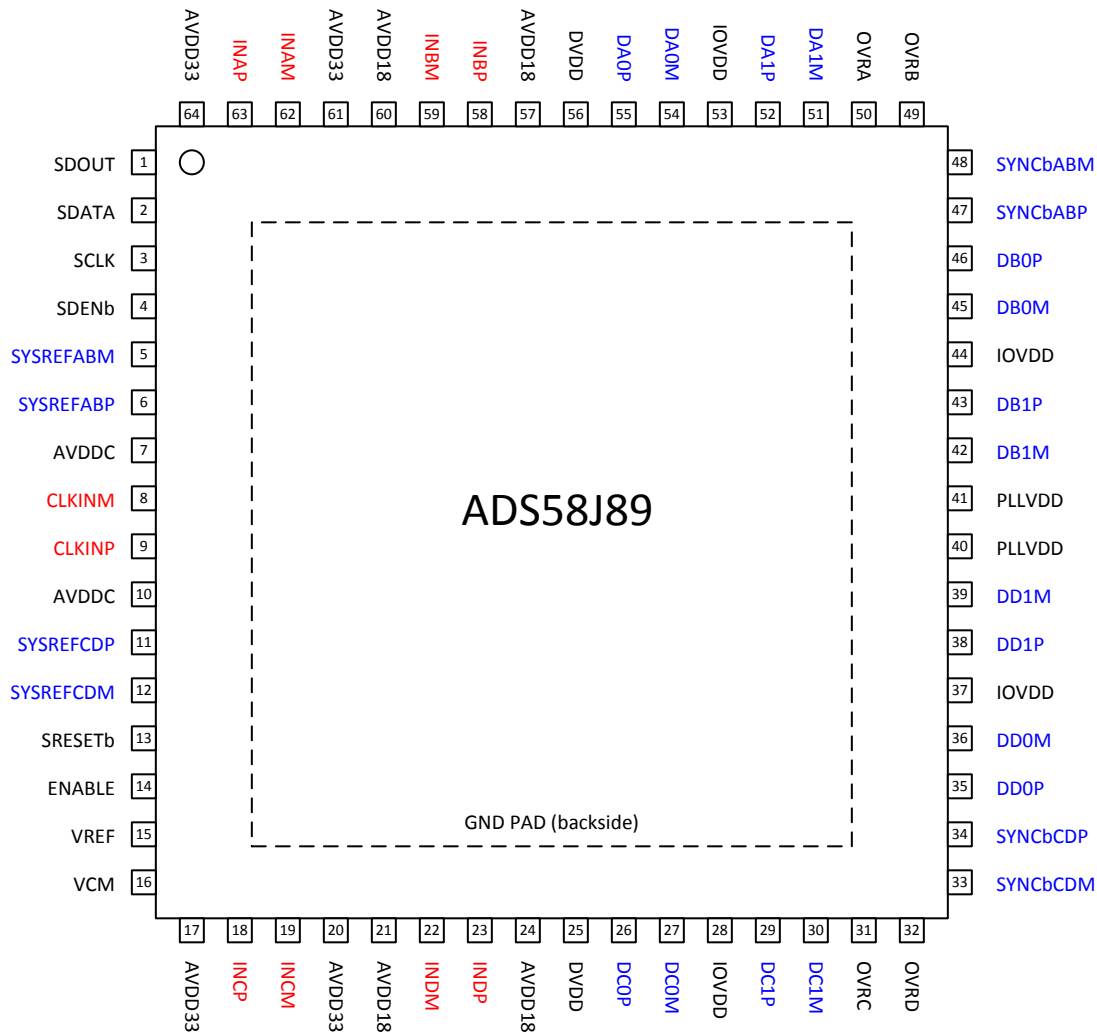 AVDD33 INAP INAM AVDD33 AVDD18 INBM INBP AVDD18 DVDD DA0P DA0M IOVDD DA1P DA1M OVRA OVRB
64 63 62 61 60 59 58 57 56 55 54 53 52 51 50 49
SDOUT 1 48 SYNCbABM
SDATA 2 47 SYNCbABP
SCLK 3 46 DB0P
SDENb 4 45 DB0M
SYSREFABM 5 44 IOVDD
SYSREFABP 6 43 DB1P
AVDDC 7 42 DB1M
CLKINM 8 41 PLLVDD
ADS58J89
CLKINP 9 40 PLLVDD
AVDDC 10 39 DD1M
SYSREFCDP 11 38 DD1P
SYSREFCDM 12 37 IOVDD
SRESETb 13 36 DD0M
ENABLE 14 35 DD0P
GND PAD (backside)
VREF 15 34 SYNCbCDP
VCM 16 33 SYNCbCDM
17 18 19 20 21 22 23 24 25 26 27 28 29 30 31 32
AVDD33 INCP INCM AVDD33 AVDD18 INDM INDP AVDD18 DVDD DC0P DC0M IOVDD DC1P DC1M OVRC OVRD